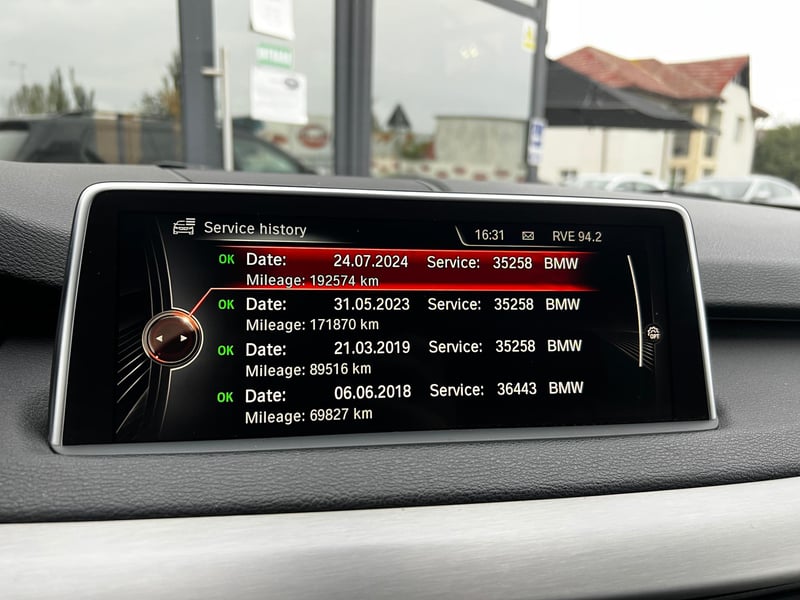 Service history
16:31 RVE 94.2
OK Date: 24.07.2024 Service: 35258 BMW
Mileage: 192574 km
OK Date: 31.05.2023 Service: 35258 BMW
Mileage: 171870 km
OK Date: 21.03.2019 Service: 35258 BMW
Mileage: 89516 km
OK Date: 06.06.2018 Service: 36443 BMW
Mileage: 69827 km
OPT